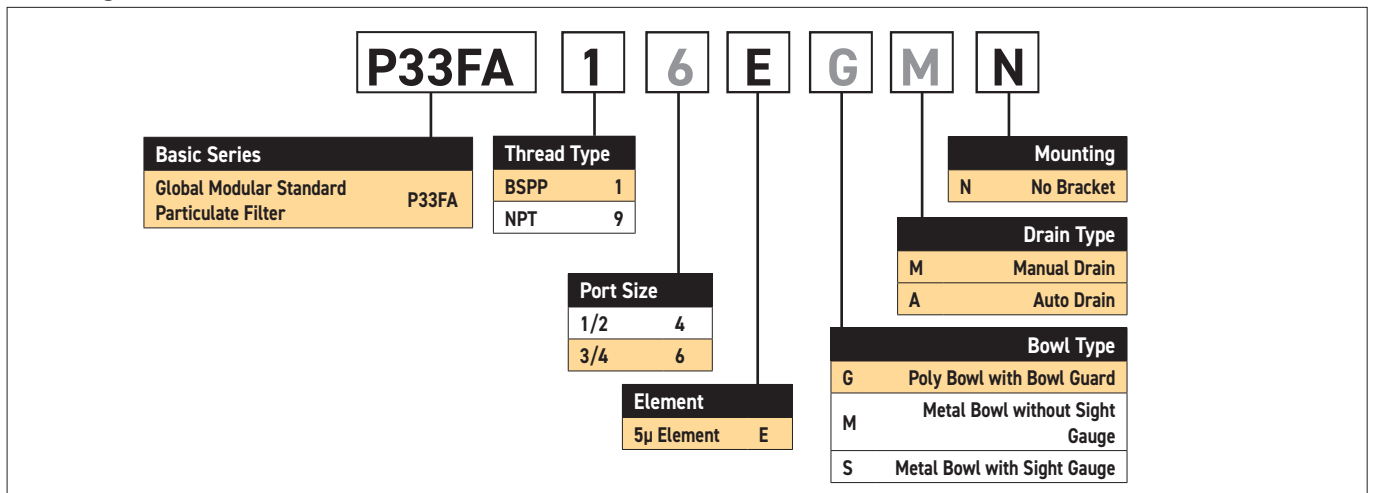 P33FA 1 6 E G M N
Basic Series
Global Modular Standard
Particulate Filter P33FA
Thread Type
BSPP 1
NPT 9
Port Size
1/2 4
3/4 6
Element
5µ Element E
Mounting
N No Bracket
Drain Type
M Manual Drain
A Auto Drain
Bowl Type
G Poly Bowl with Bowl Guard
M Metal Bowl without Sight
Gauge
S Metal Bowl with Sight Gauge